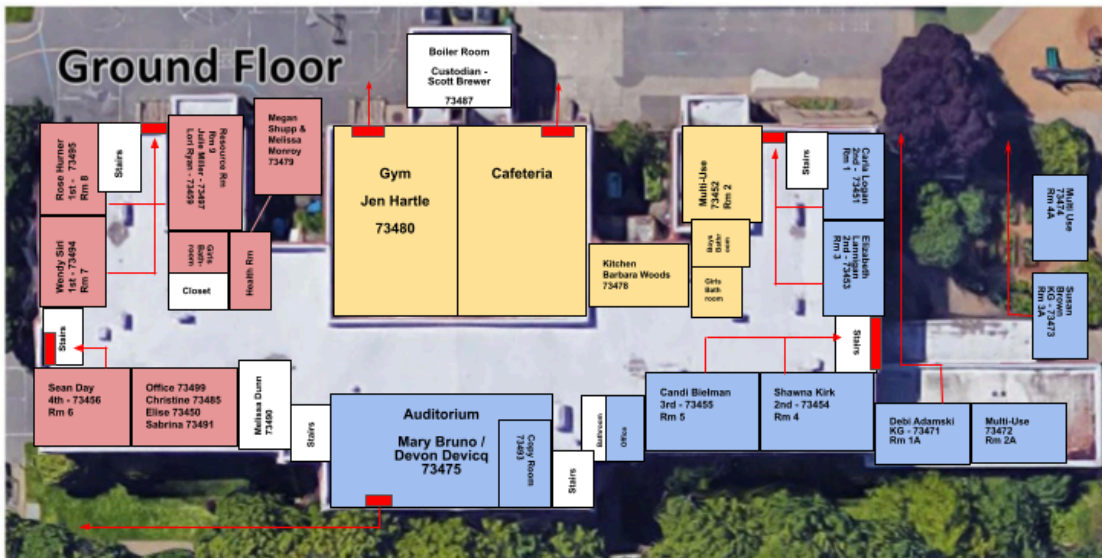 Ground Floor
Boiler Room
Custodian -
Scott Brewer
73487
Rose Hurner
1st - 73495
Rm 8
Stairs
Resource Rm
Rm 9
Julie Miller - 73497
Lori Ryan - 73459
Megan
Shupp &
Melissa
Monroy
73479
Gym
Jen Hartle
73480
Cafeteria
Multi-Use
73452
Rm 2
Stairs
Carla Logan
2nd - 73451
Rm 1
Multi Use
73474
Rm 4A
Wendy Siri
1st - 73494
Rm 7
Girls
Bath-
room
Closet
Health Rm
Kitchen
Barbara Woods
73478
Boys
Bathr
oom
Girls
Bath
room
Elizabeth
Lannigan
2nd - 73453
Rm 3
Susan
Brown
KG - 73473
Rm 3A
Stairs
Stairs
Sean Day
4th - 73456
Rm 6
Office 73499
Christine 73485
Elise 73450
Sabrina 73491
Melissa Dunn
73490
Stairs
Auditorium
Mary Bruno /
Devon Devicq
73475
Copy Room
73493
Stairs
Bathroom
Office
Candi Bielman
3rd - 73455
Rm 5
Shawna Kirk
2nd - 73454
Rm 4
Debi Adamski
KG - 73471
Rm 1A
Multi-Use
73472
Rm 2A